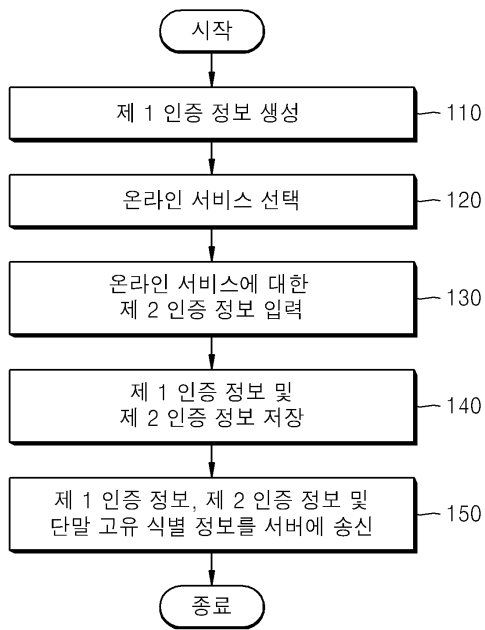 시작
제 1 인증 정보 생성
110
온라인 서비스 선택
120
온라인 서비스에 대한
제 2 인증 정보 입력
130
제 1 인증 정보 및
제 2 인증 정보 저장
140
제 1 인증 정보, 제 2 인증 정보 및
단말 고유 식별 정보를 서버에 송신
150
종료